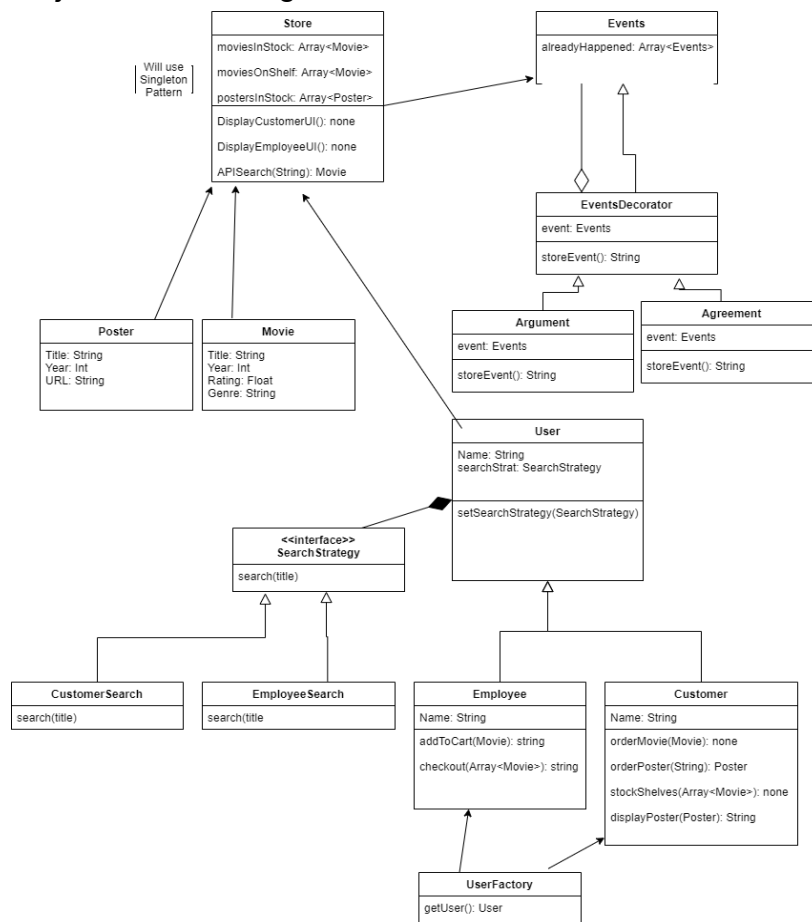 Store
moviesInStock: Array<Movie>
moviesOnShelf: Array<Movie>
postersInStock: Array<Poster>
DisplayCustomerUI(): none
DisplayEmployeeUI(): none
APISearch(String): Movie
Will use
Singleton
Pattern
Events
alreadyHappened: Array<Events>
EventsDecorator
event: Events
storeEvent(): String
Argument
event: Events
storeEvent(): String
Agreement
event: Events
storeEvent(): String
Poster
Title: String
Year: Int
URL: String
Movie
Title: String
Year: Int
Rating: Float
Genre: String
User
Name: String
searchStrat: SearchStrategy
setSearchStrategy(SearchStrategy)
<<interface>>
SearchStrategy
search(title)
CustomerSearch
search(title)
EmployeeSearch
search(title
Employee
Name: String
addToCart(Movie): string
checkout(Array<Movie>): string
Customer
Name: String
orderMovie(Movie): none
orderPoster(String): Poster
stockShelves(Array<Movie>): none
displayPoster(Poster): String
UserFactory
getUser(): User